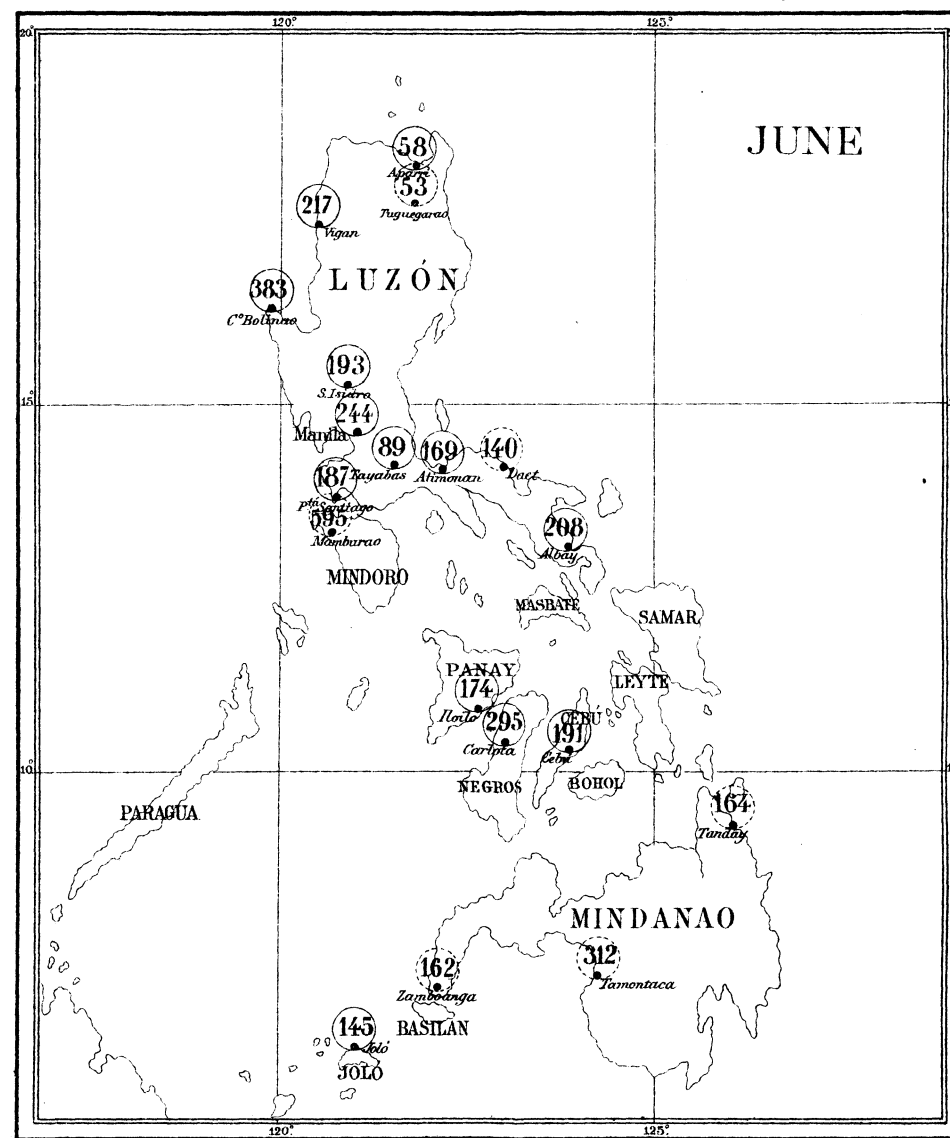 120° 125°
20°
JUNE
58
Aparri
53
Tuguegarao
217
Vigan
LUZÓN
383
C° Bolinao
193
S. Isidro
15°
244
Manila
89
Tayabas
169
Atimonan
140
Daet
187
Pta Santiago
595
Mamburao
208
Albay
MINDORO
MASBATE
SAMAR
PANAY
LEYTE
174
Iloilo
295
Carlota
CEBÚ
191
Cebu
10°
NEGROS
BOHOL
164
Tanday
PARAGUA
MINDANAO
312
Tamontaca
162
Zamboanga
BASILAN
145
Joló
JOLÓ
120° 125°